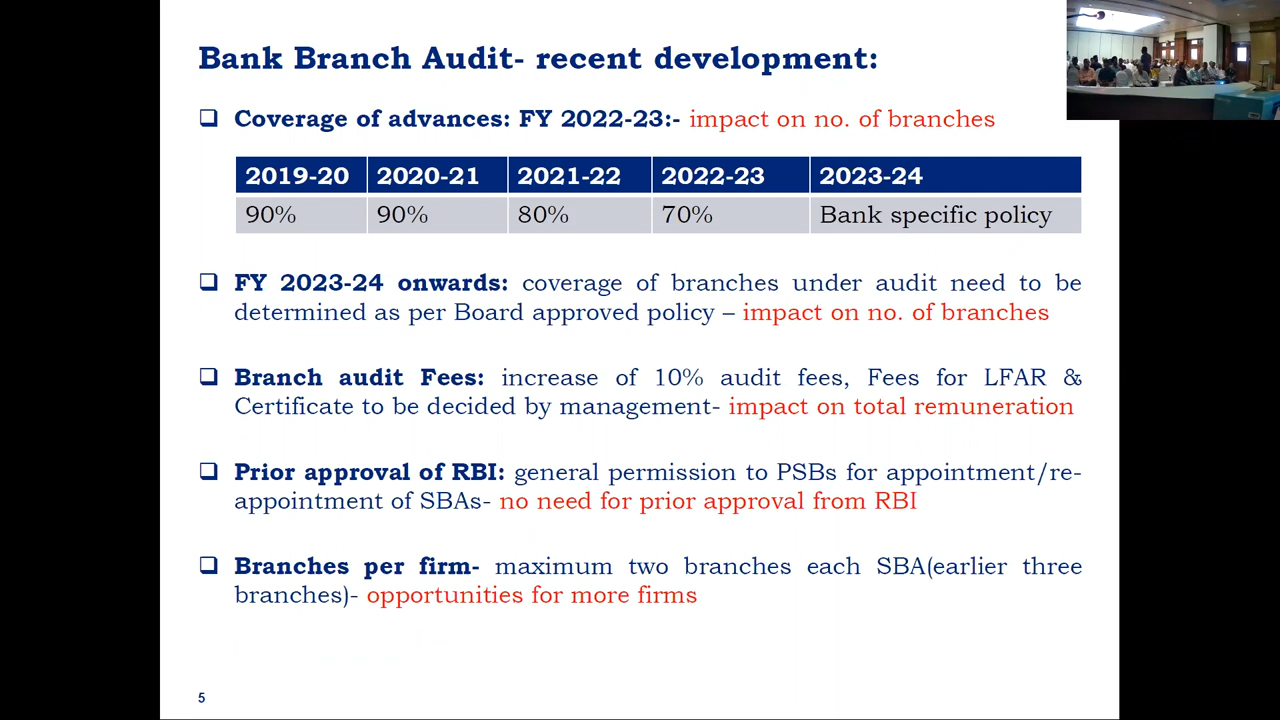 Bank Branch Audit- recent development:
Coverage of advances: FY 2022-23:- impact on no. of branches
2019-20 2020-21 2021-22 2022-23 2023-24
90% 90% 80% 70% Bank specific policy
FY 2023-24 onwards: coverage of branches under audit need to be
determined as per Board approved policy – impact on no. of branches
Branch audit Fees: increase of 10% audit fees, Fees for LFAR &
Certificate to be decided by management- impact on total remuneration
Prior approval of RBI: general permission to PSBs for appointment/re-
appointment of SBAs- no need for prior approval from RBI
Branches per firm- maximum two branches each SBA(earlier three
branches)- opportunities for more firms
5